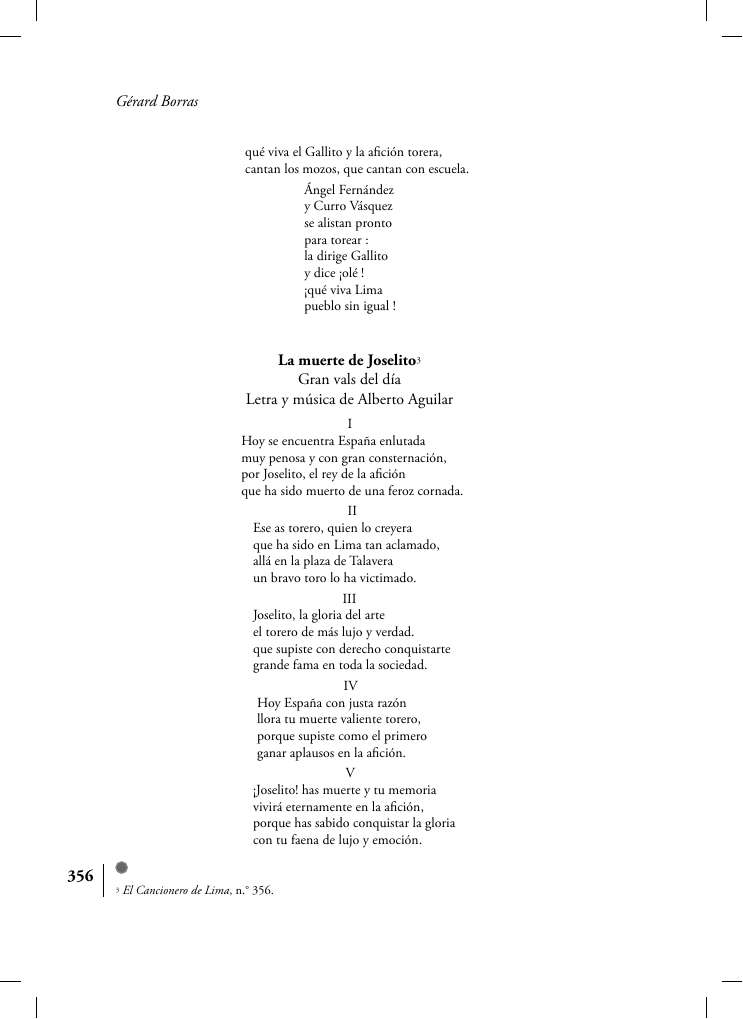 Gérard Borras
qué viva el Gallito y la afición torera,
cantan los mozos, que cantan con escuela.
Ángel Fernández
y Curro Vásquez
se alistan pronto
para torear :
la dirige Gallito
y dice ¡olé !
¡qué viva Lima
pueblo sin igual !
La muerte de Joselito³
Gran vals del día
Letra y música de Alberto Aguilar
I
Hoy se encuentra España enlutada
muy penosa y con gran consternación,
por Joselito, el rey de la afición
que ha sido muerto de una feroz cornada.
II
Ese as torero, quien lo creyera
que ha sido en Lima tan aclamado,
allá en la plaza de Talavera
un bravo toro lo ha victimado.
III
Joselito, la gloria del arte
el torero de más lujo y verdad.
que supiste con derecho conquistarte
grande fama en toda la sociedad.
IV
Hoy España con justa razón
llora tu muerte valiente torero,
porque supiste como el primero
ganar aplausos en la afición.
V
¡Joselito! has muerte y tu memoria
vivirá eternamente en la afición,
porque has sabido conquistar la gloria
con tu faena de lujo y emoción.
356
³ El Cancionero de Lima, n.° 356.